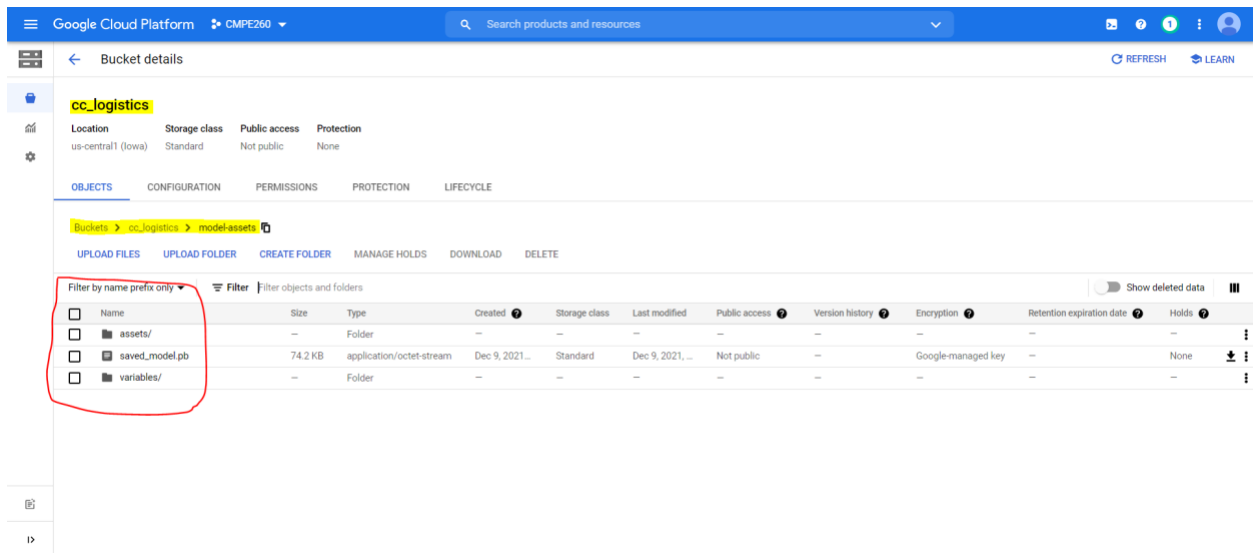 Google Cloud Platform CMPE260 Search products and resources 1
Bucket details REFRESH LEARN
cc_logistics
Location Storage class Public access Protection
us-central1 (Iowa) Standard Not public None
OBJECTS CONFIGURATION PERMISSIONS PROTECTION LIFECYCLE
Buckets > cc_logistics > model-assets
UPLOAD FILES UPLOAD FOLDER CREATE FOLDER MANAGE HOLDS DOWNLOAD DELETE
Filter by name prefix only Filter Filter objects and folders Show deleted data
Name Size Type Created Storage class Last modified Public access Version history Encryption Retention expiration date Holds
assets/ — Folder — — — — — — — —
saved_model.pb 74.2 KB application/octet-stream Dec 9, 2021... Standard Dec 9, 2021, ... Not public — Google-managed key — None
variables/ — Folder — — — — — — — —